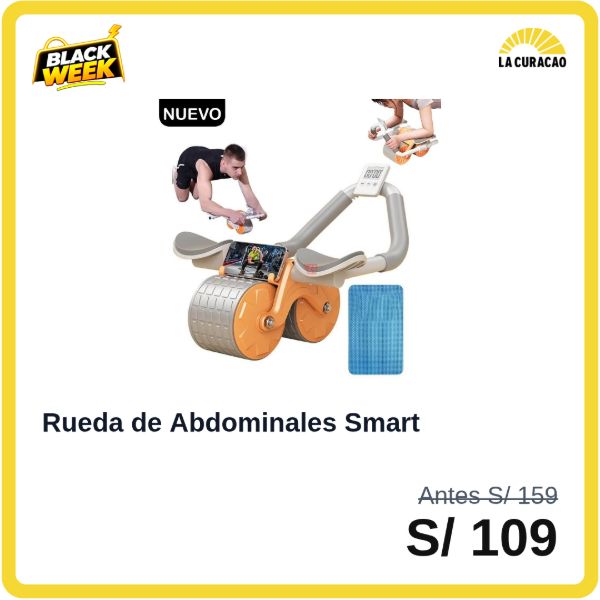 BLACK
WEEK
LA CURACAO
NUEVO
Rueda de Abdominales Smart
Antes S/ 159
S/ 109